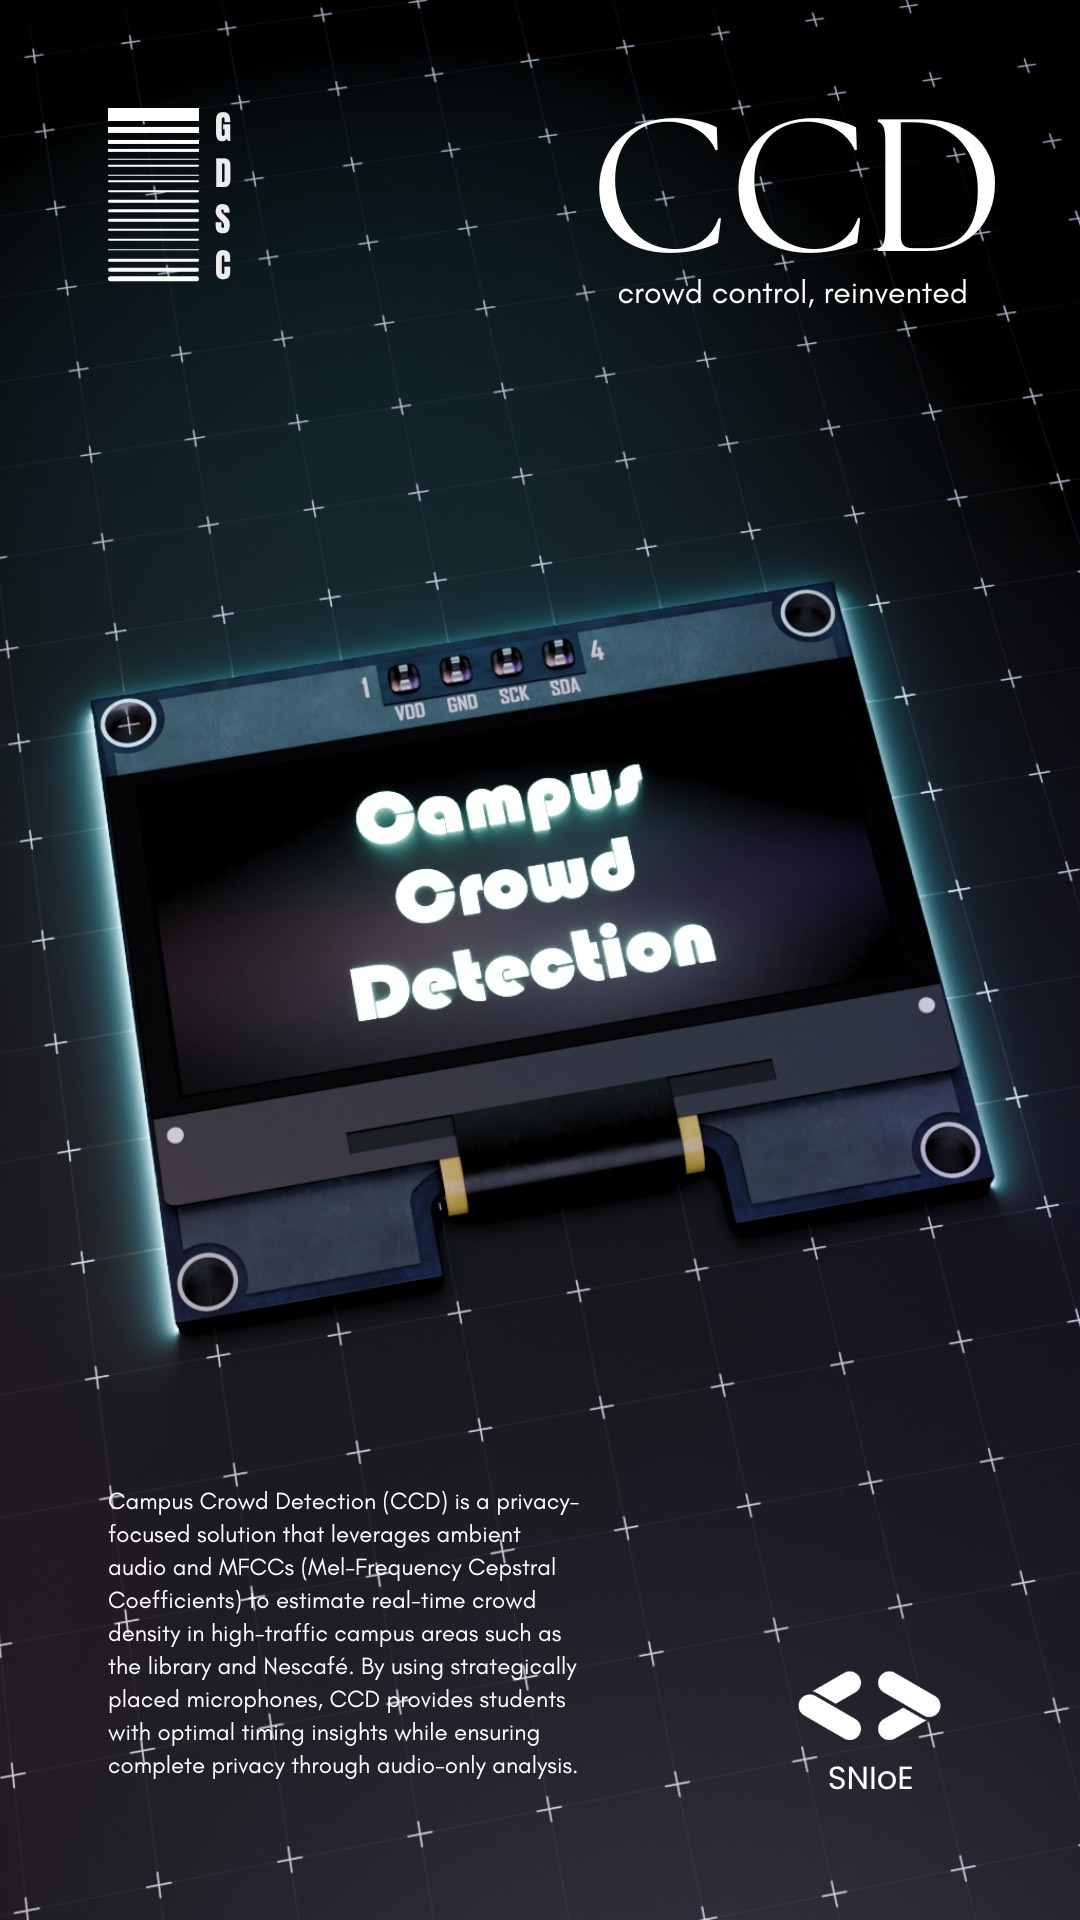 G
D
S
C
CCD
crowd control, reinvented
1 4
VDD GND SCK SDA
Campus
Crowd
Detection
Campus Crowd Detection (CCD) is a privacy-
focused solution that leverages ambient
audio and MFCCs (Mel-Frequency Cepstral
Coefficients) to estimate real-time crowd
density in high-traffic campus areas such as
the library and Nescafé. By using strategically
placed microphones, CCD provides students
with optimal timing insights while ensuring
complete privacy through audio-only analysis.
SNIoE